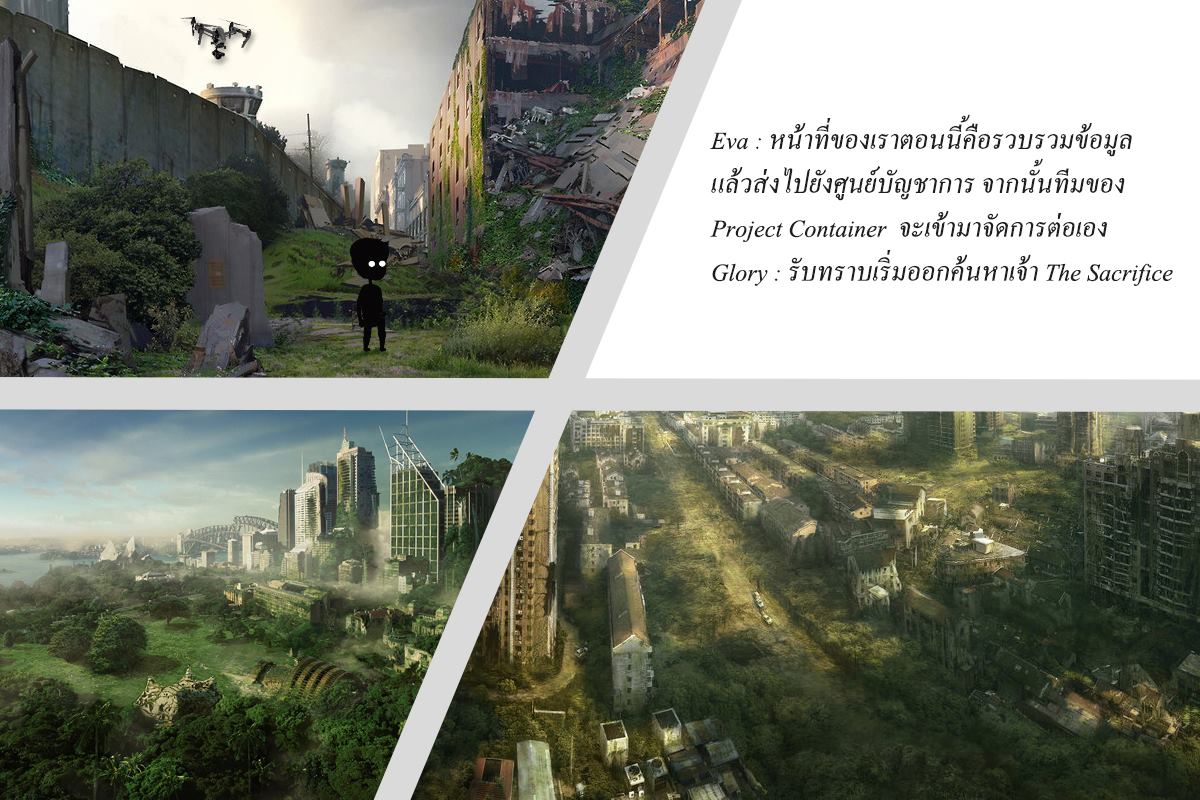 Eva : หน้าที่ของเราตอนนี้คือรวบรวมข้อมูล
แล้วส่งไปยังศูนย์บัญชาการ จากนั้นทีมของ
Project Container จะเข้ามาจัดการต่อเอง
Glory : รับทราบเริ่มออกค้นหาเจ้า The Sacrifice